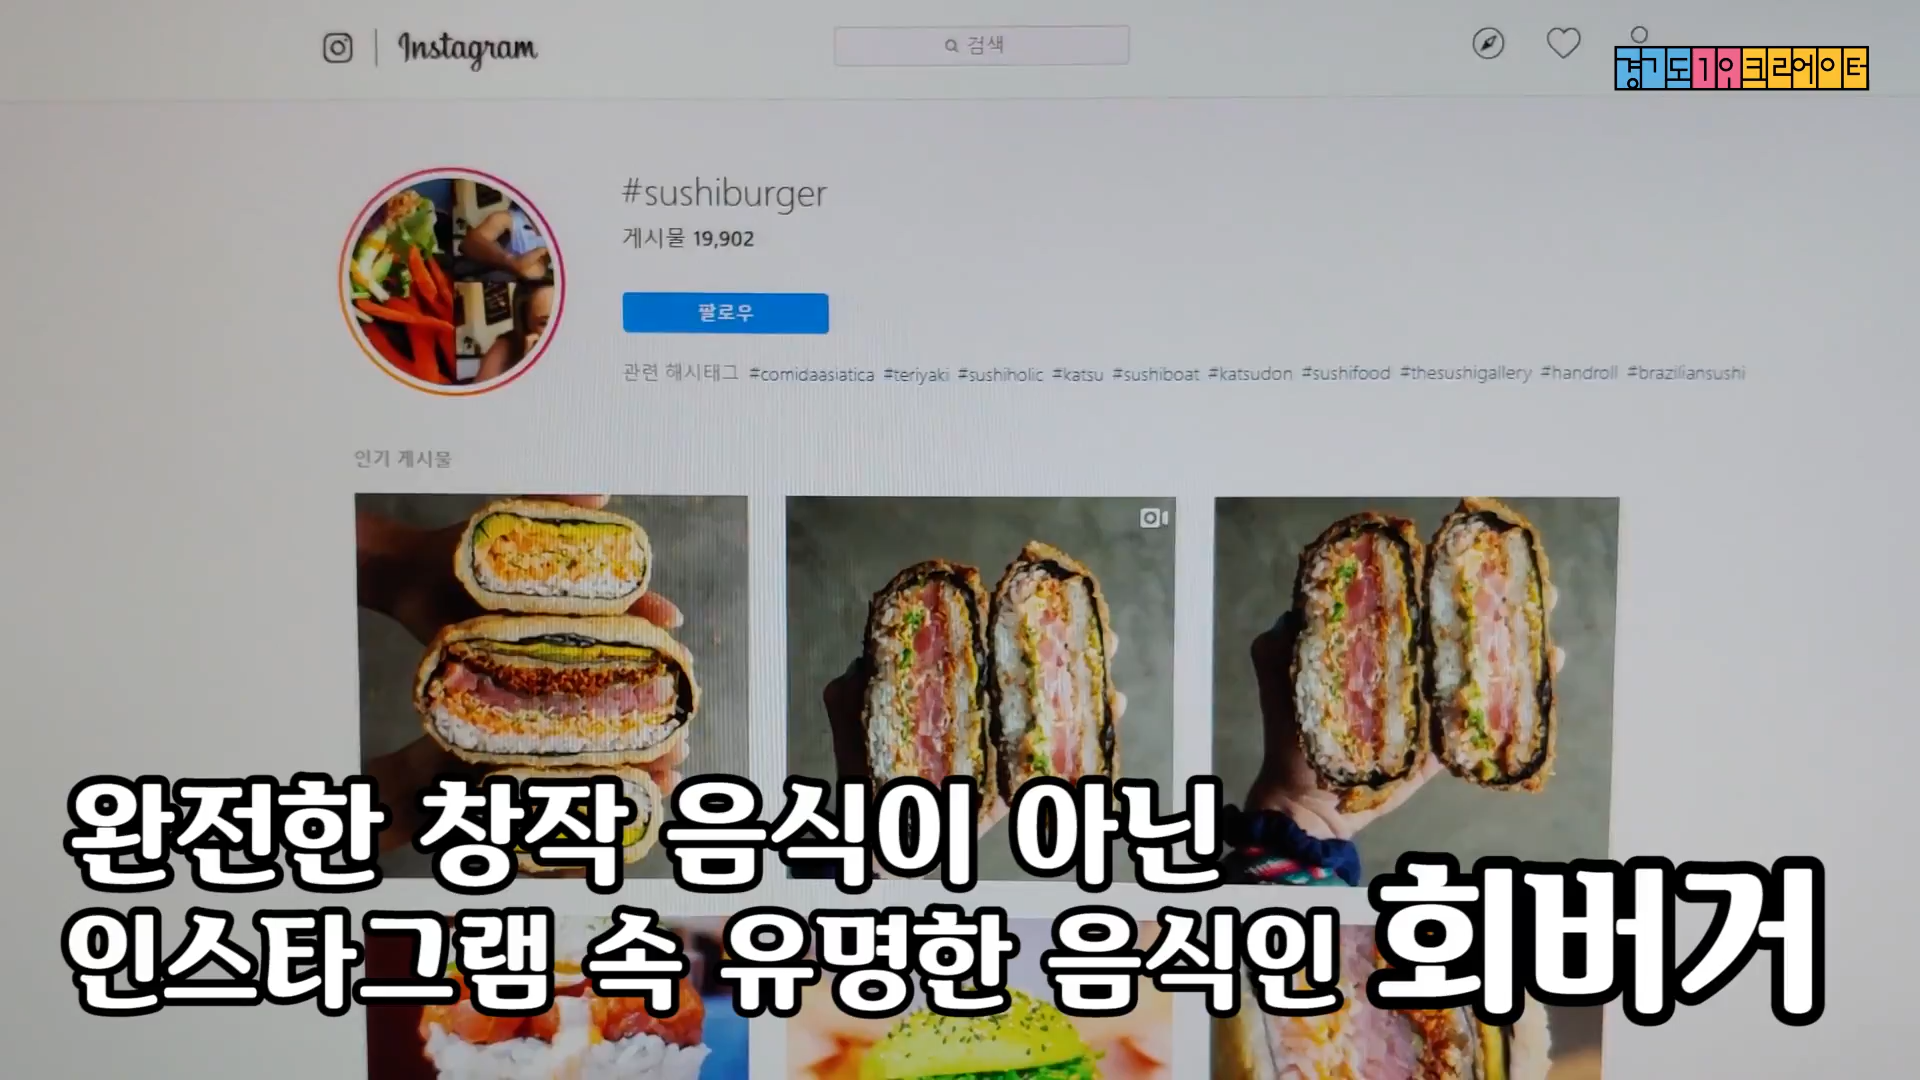 Instagram
검색
경기도1인크리에이터
#sushiburger
게시물 19,902
팔로우
관련 해시태그 #comidaasiatica #teriyaki #sushiholic #katsu #sushiboat #katsudon #sushifood #thesushigallery #handroll #braziliansushi
인기 게시물
완전한 창작 음식이 아닌
인스타그램 속 유명한 음식인 회버거